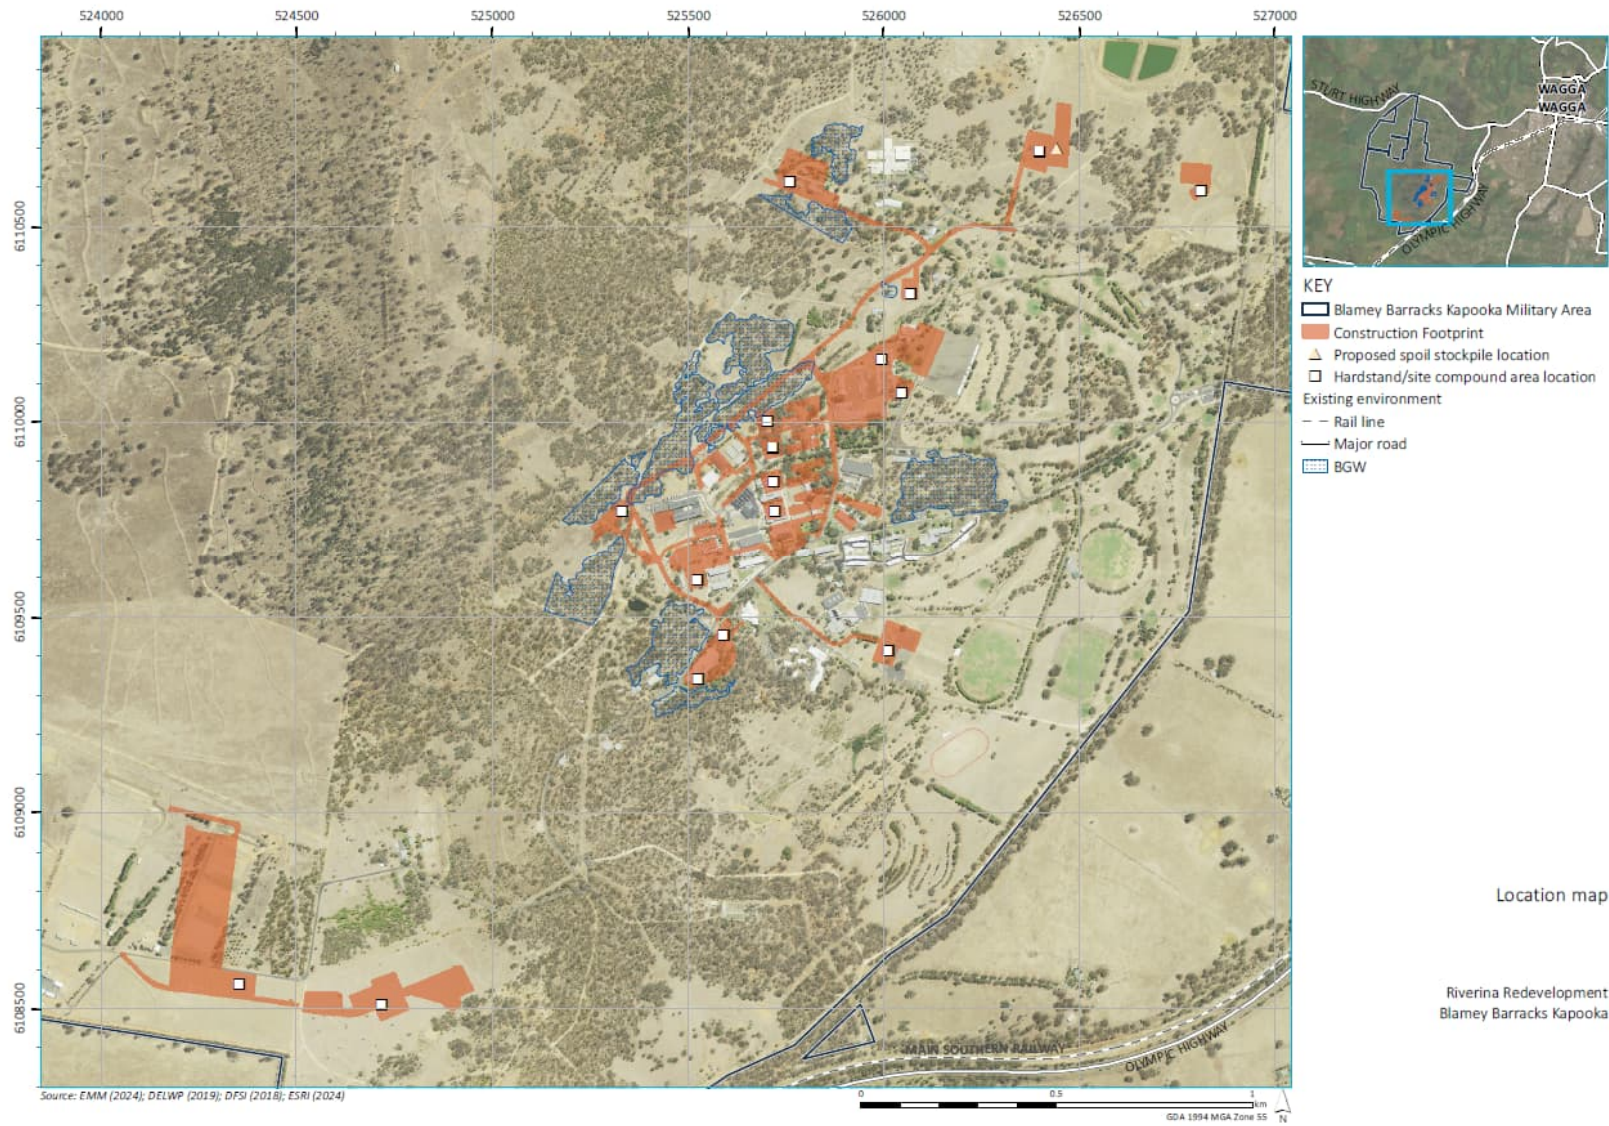 524000 524500 525000 525500 526000 526500 527000
6110500
6110000
6109500
6109000
6108500
STURT HIGHWAY
WAGGA
WAGGA
OLYMPIC HIGHWAY
KEY
Blamey Barracks Kapooka Military Area
Construction Footprint
Proposed spoil stockpile location
Hardstand/site compound area location
Existing environment
Rail line
Major road
BGW
Location map
Riverina Redevelopment
Blamey Barracks Kapooka
MAIN SOUTHERN RAILWAY
OLYMPIC HIGHWAY
Source: EMM (2024); DELWP (2019); DFSI (2018); ESRI (2024)
0 0.5 1
km
GDA 1994 MGA Zone 55
N